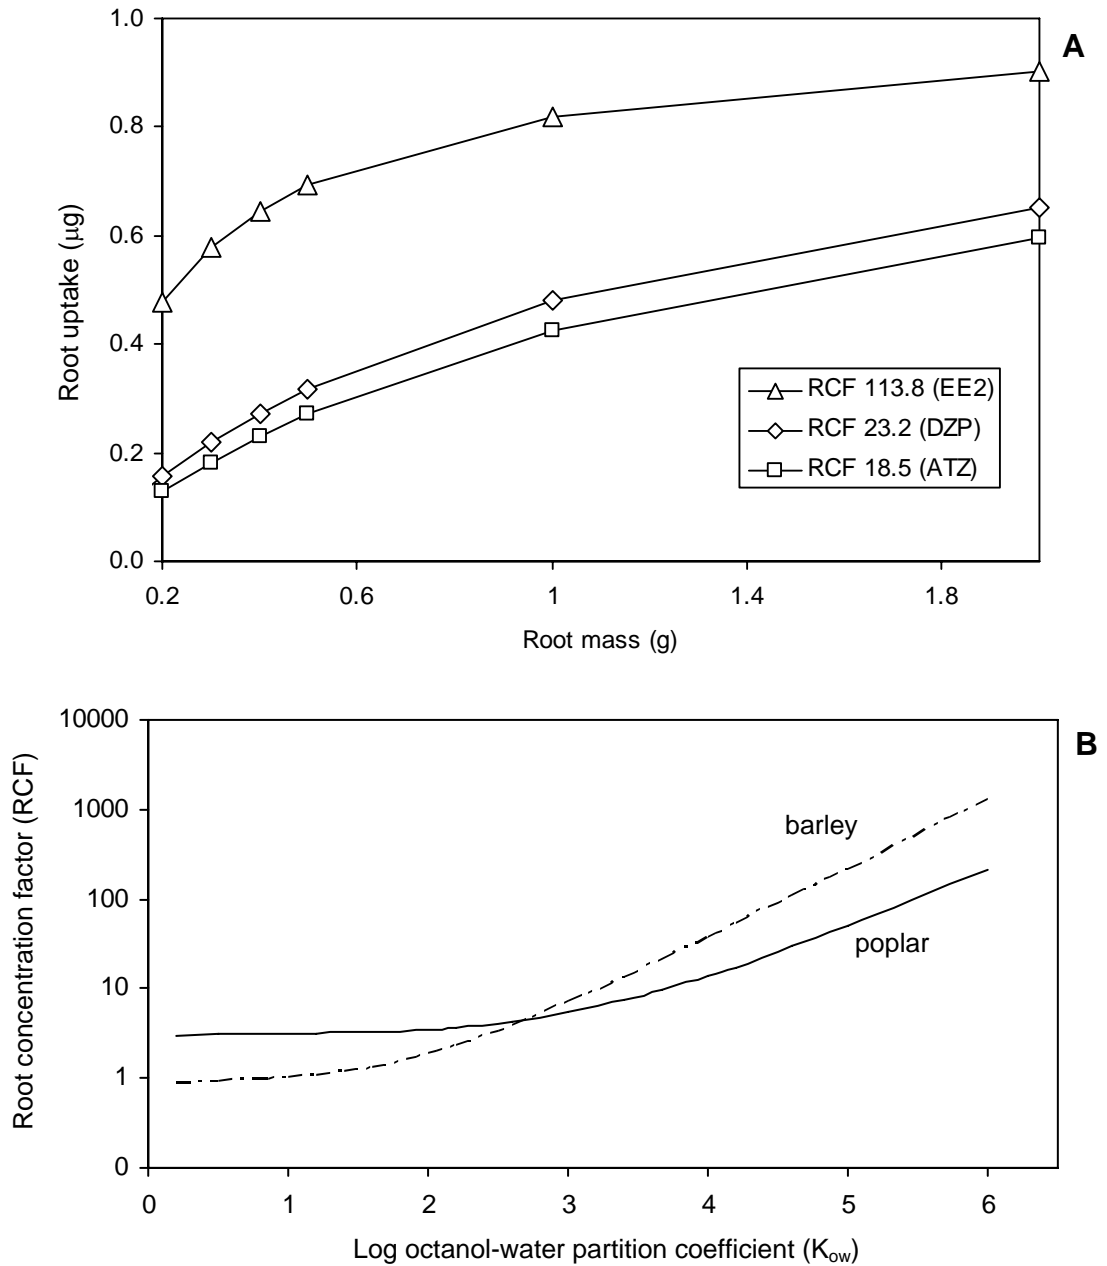 A
1.0
0.8
0.6
0.4
0.2
0.0
Root uptake (μg)
RCF 113.8 (EE2)
RCF 23.2 (DZP)
RCF 18.5 (ATZ)
0.2 0.6 1 1.4 1.8
Root mass (g)
B
10000
1000
100
10
1
0
Root concentration factor (RCF)
barley
poplar
0 1 2 3 4 5 6
Log octanol-water partition coefficient (Kow)